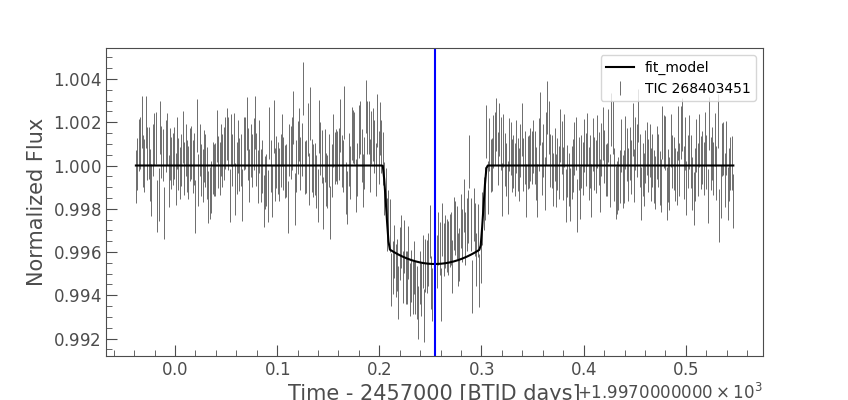 fit_model
TIC 268403451
1.004
1.002
1.000
0.998
0.996
0.994
0.992
Normalized Flux
0.0 0.1 0.2 0.3 0.4 0.5
Time - 2457000 [BTJD days]
+1.9970000000 × 10³